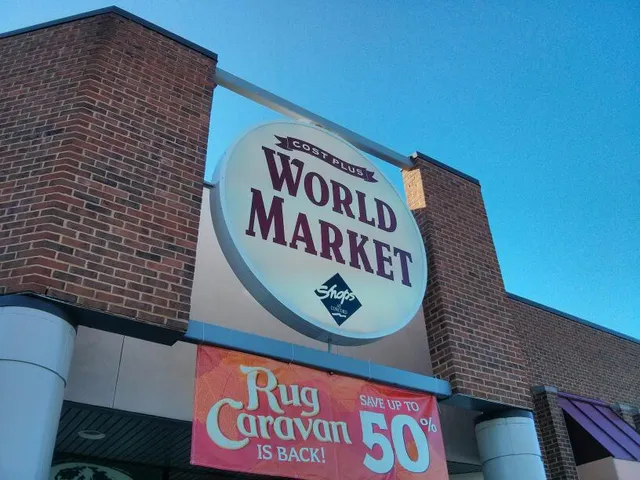 COST PLUS
WORLD
MARKET
Shops
Rug
Caravan
IS BACK!
SAVE UP TO
50%